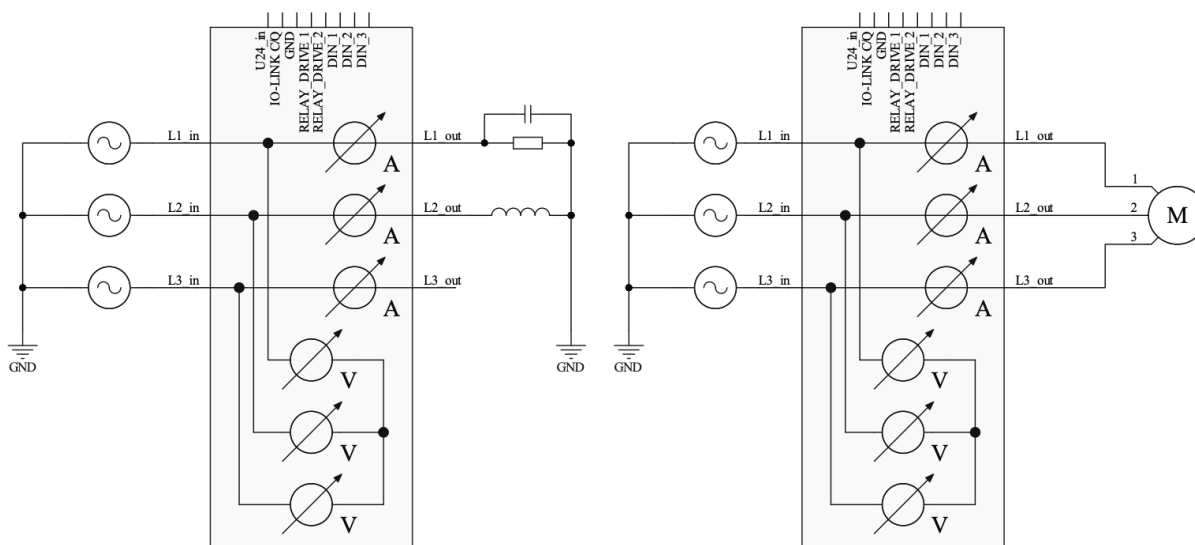 U24_in
IO-LINK CQ
GND
RELAY_DRIVE_1
RELAY_DRIVE_2
DIN_1
DIN_2
DIN_3
L1_in
A
L1_out
L2_in
A
L2_out
L3_in
A
L3_out
V
V
V
GND
GND
U24_in
IO-LINK CQ
GND
RELAY_DRIVE_1
RELAY_DRIVE_2
DIN_1
DIN_2
DIN_3
L1_in
A
L1_out
L2_in
A
L2_out
L3_in
A
L3_out
1
2
3
M
V
V
V
GND